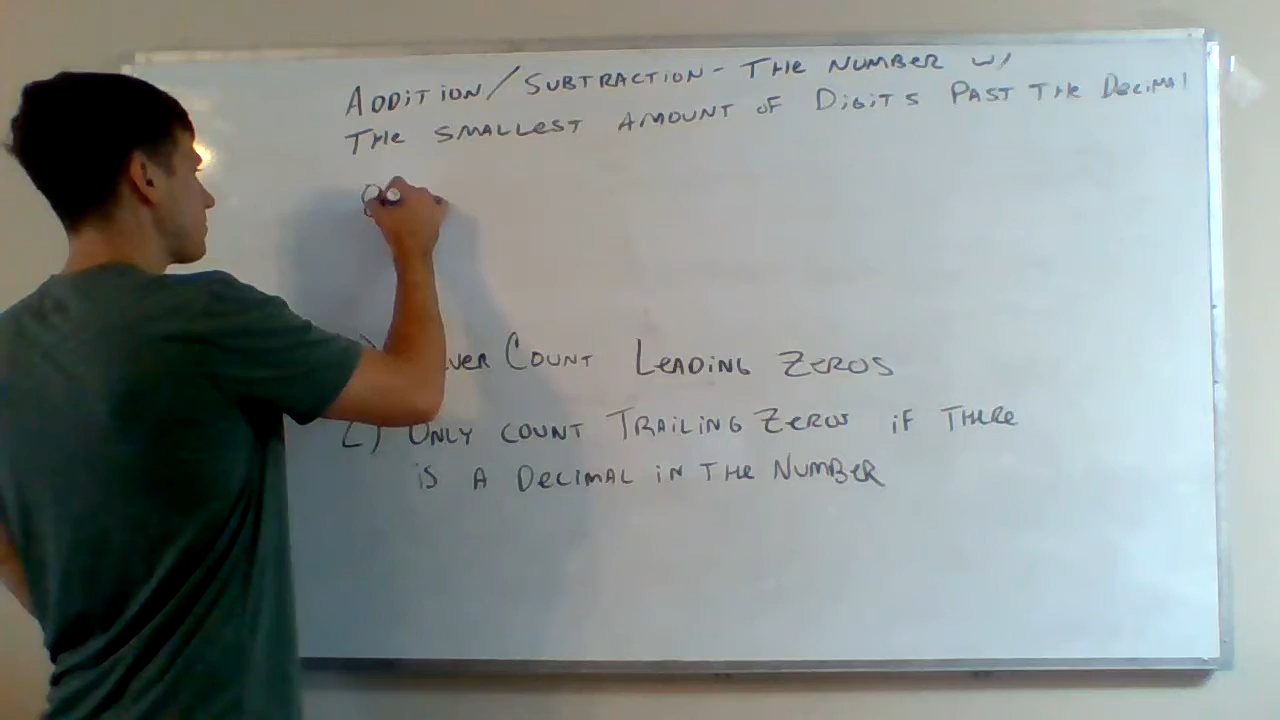 ADDITION/SUBTRACTION - THE NUMBER W/
THE SMALLEST AMOUNT OF DIGITS PAST THE DECIMAL
COUNT LEADING ZEROS
2) ONLY COUNT TRAILING ZEROS IF THERE
IS A DECIMAL IN THE NUMBER